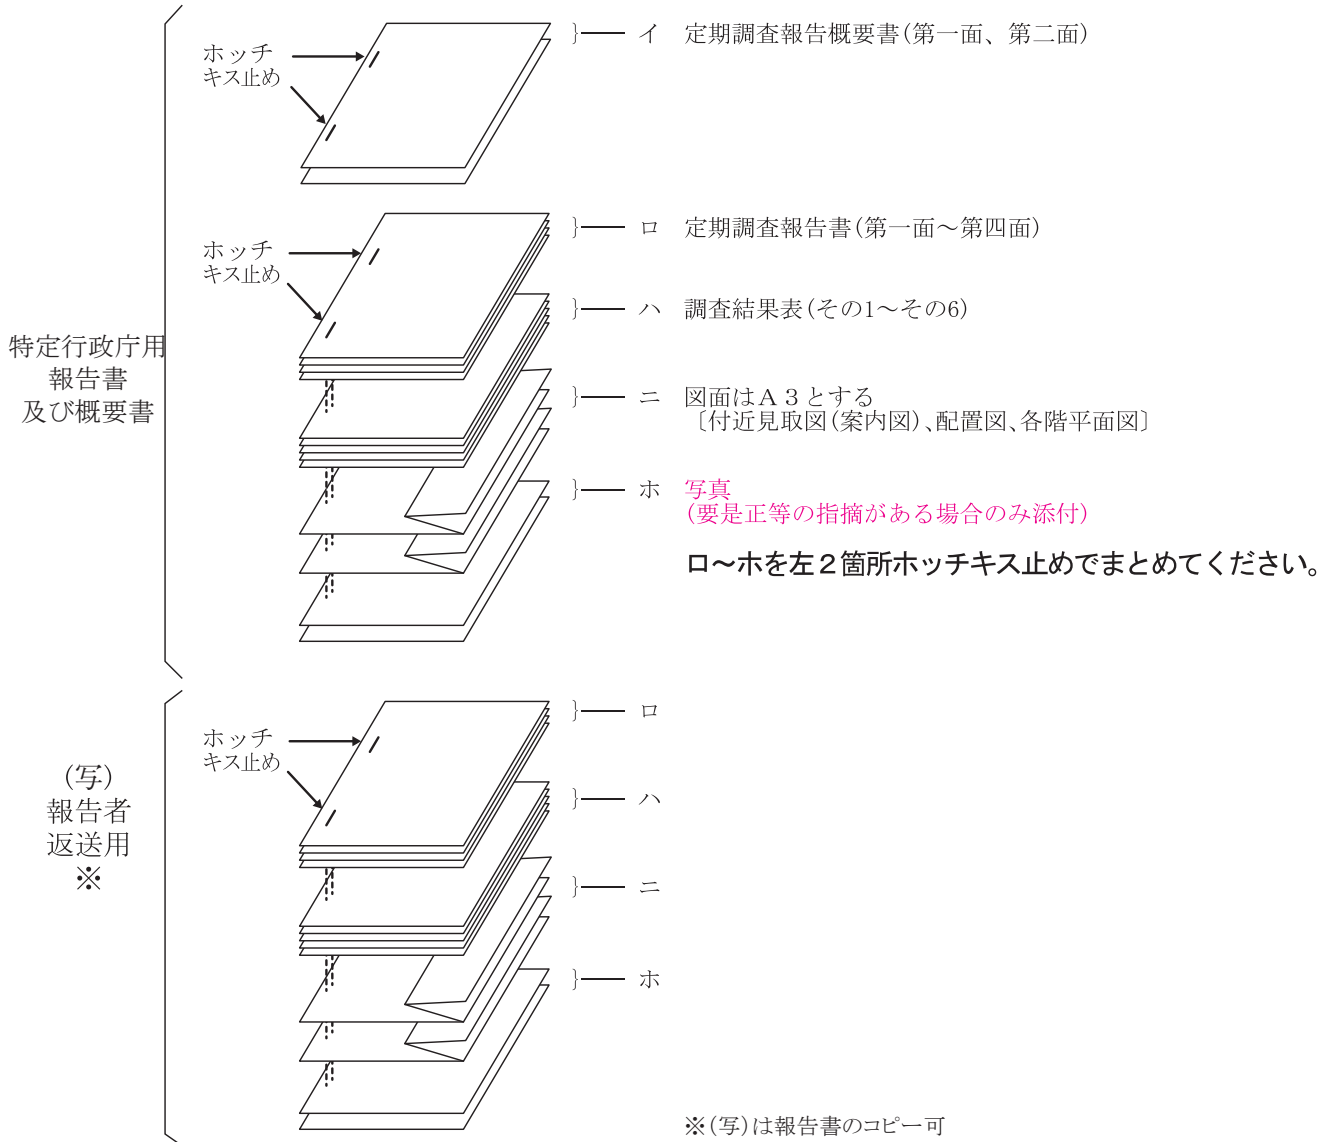 ホッチ
キス止め
イ 定期調査報告概要書(第一面、第二面)
ホッチ
キス止め
ロ 定期調査報告書(第一面～第四面)
ハ 調査結果表(その1～その6)
特定行政庁用
報告書
及び概要書
ニ 図面はA3とする
〔付近見取図(案内図)、配置図、各階平面図〕
ホ 写真
(要是正等の指摘がある場合のみ添付)
ロ～ホを左２箇所ホッチキス止めでまとめてください。
ホッチ
キス止め
ロ
(写)
報告者
返送用
※
ハ
ニ
ホ
※(写)は報告書のコピー可